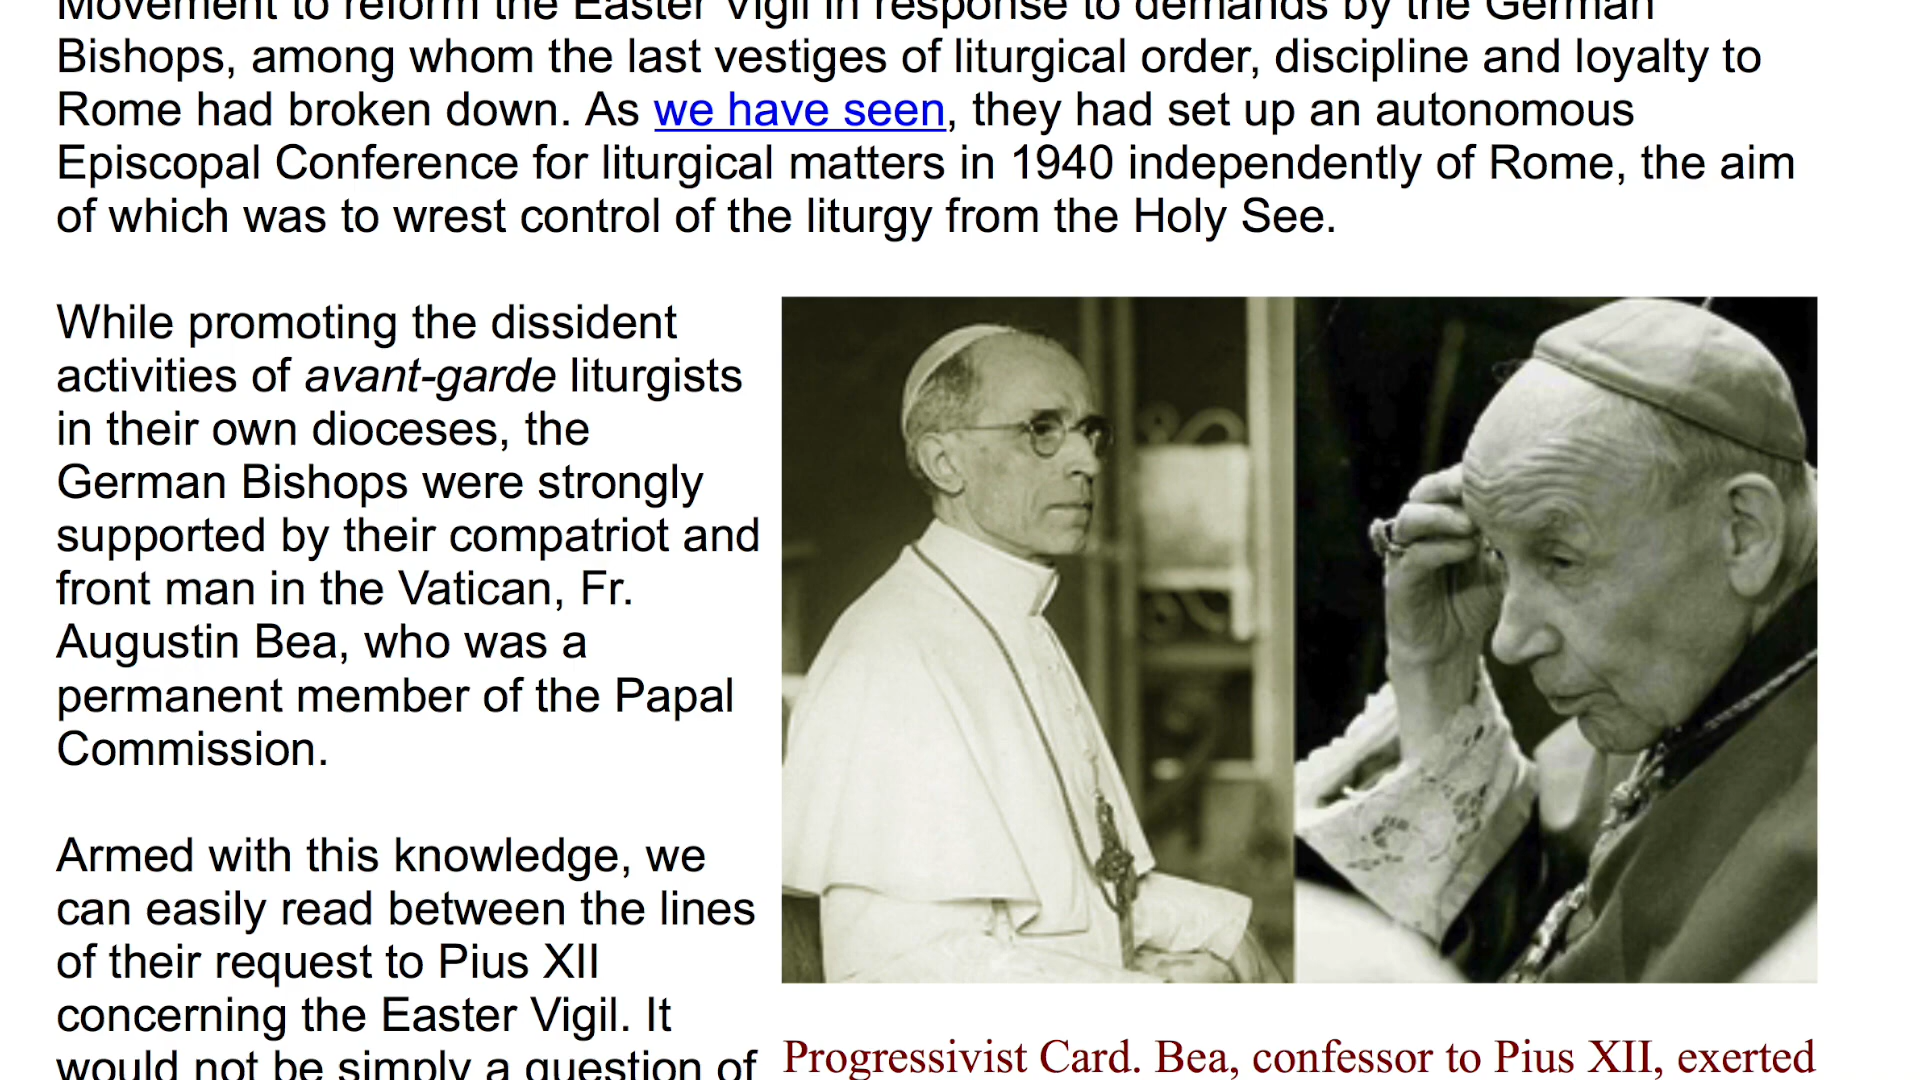 Movement to reform the Easter Vigil in response to demands by the German
Bishops, among whom the last vestiges of liturgical order, discipline and loyalty to
Rome had broken down. As we have seen, they had set up an autonomous
Episcopal Conference for liturgical matters in 1940 independently of Rome, the aim
of which was to wrest control of the liturgy from the Holy See.
While promoting the dissident
activities of avant-garde liturgists
in their own dioceses, the
German Bishops were strongly
supported by their compatriot and
front man in the Vatican, Fr.
Augustin Bea, who was a
permanent member of the Papal
Commission.
Armed with this knowledge, we
can easily read between the lines
of their request to Pius XII
concerning the Easter Vigil. It
would not be simply a question of
Progressivist Card. Bea, confessor to Pius XII, exerted